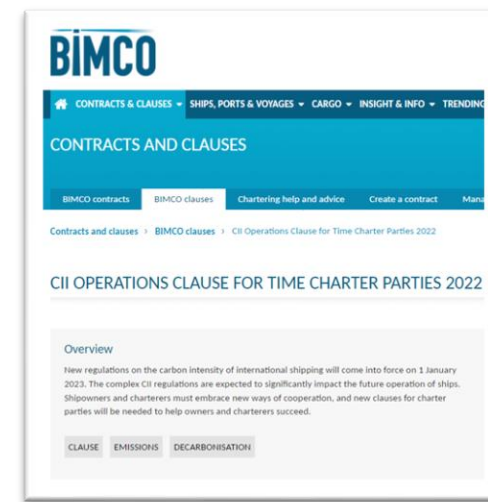 BIMCO
CONTRACTS & CLAUSES SHIPS, PORTS & VOYAGES CARGO INSIGHT & INFO TRENDING
CONTRACTS AND CLAUSES
BIMCO contracts BIMCO clauses Chartering help and advice Create a contract
Contracts and clauses > BIMCO clauses > CII Operations Clause for Time Charter Parties 2022
CII OPERATIONS CLAUSE FOR TIME CHARTER PARTIES 2022
Overview
New regulations on the carbon intensity of international shipping will come into force on 1 January
2023. The complex CII regulations are expected to significantly impact the future operation of ships.
Shipowners and charterers must embrace new ways of cooperation, and new clauses for charter
parties will be needed to help owners and charterers succeed.
CLAUSE EMISSIONS DECARBONISATION